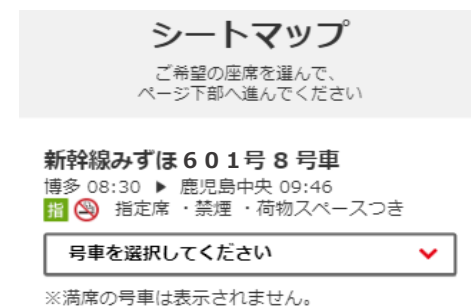 シートマップ
ご希望の座席を選んで、
ページ下部へ進んでください
新幹線みずほ６０１号 8 号車
博多 08:30 ▶ 鹿児島中央 09:46
指 指定席 ・禁煙 ・荷物スペースつき
号車を選択してください
※満席の号車は表示されません。